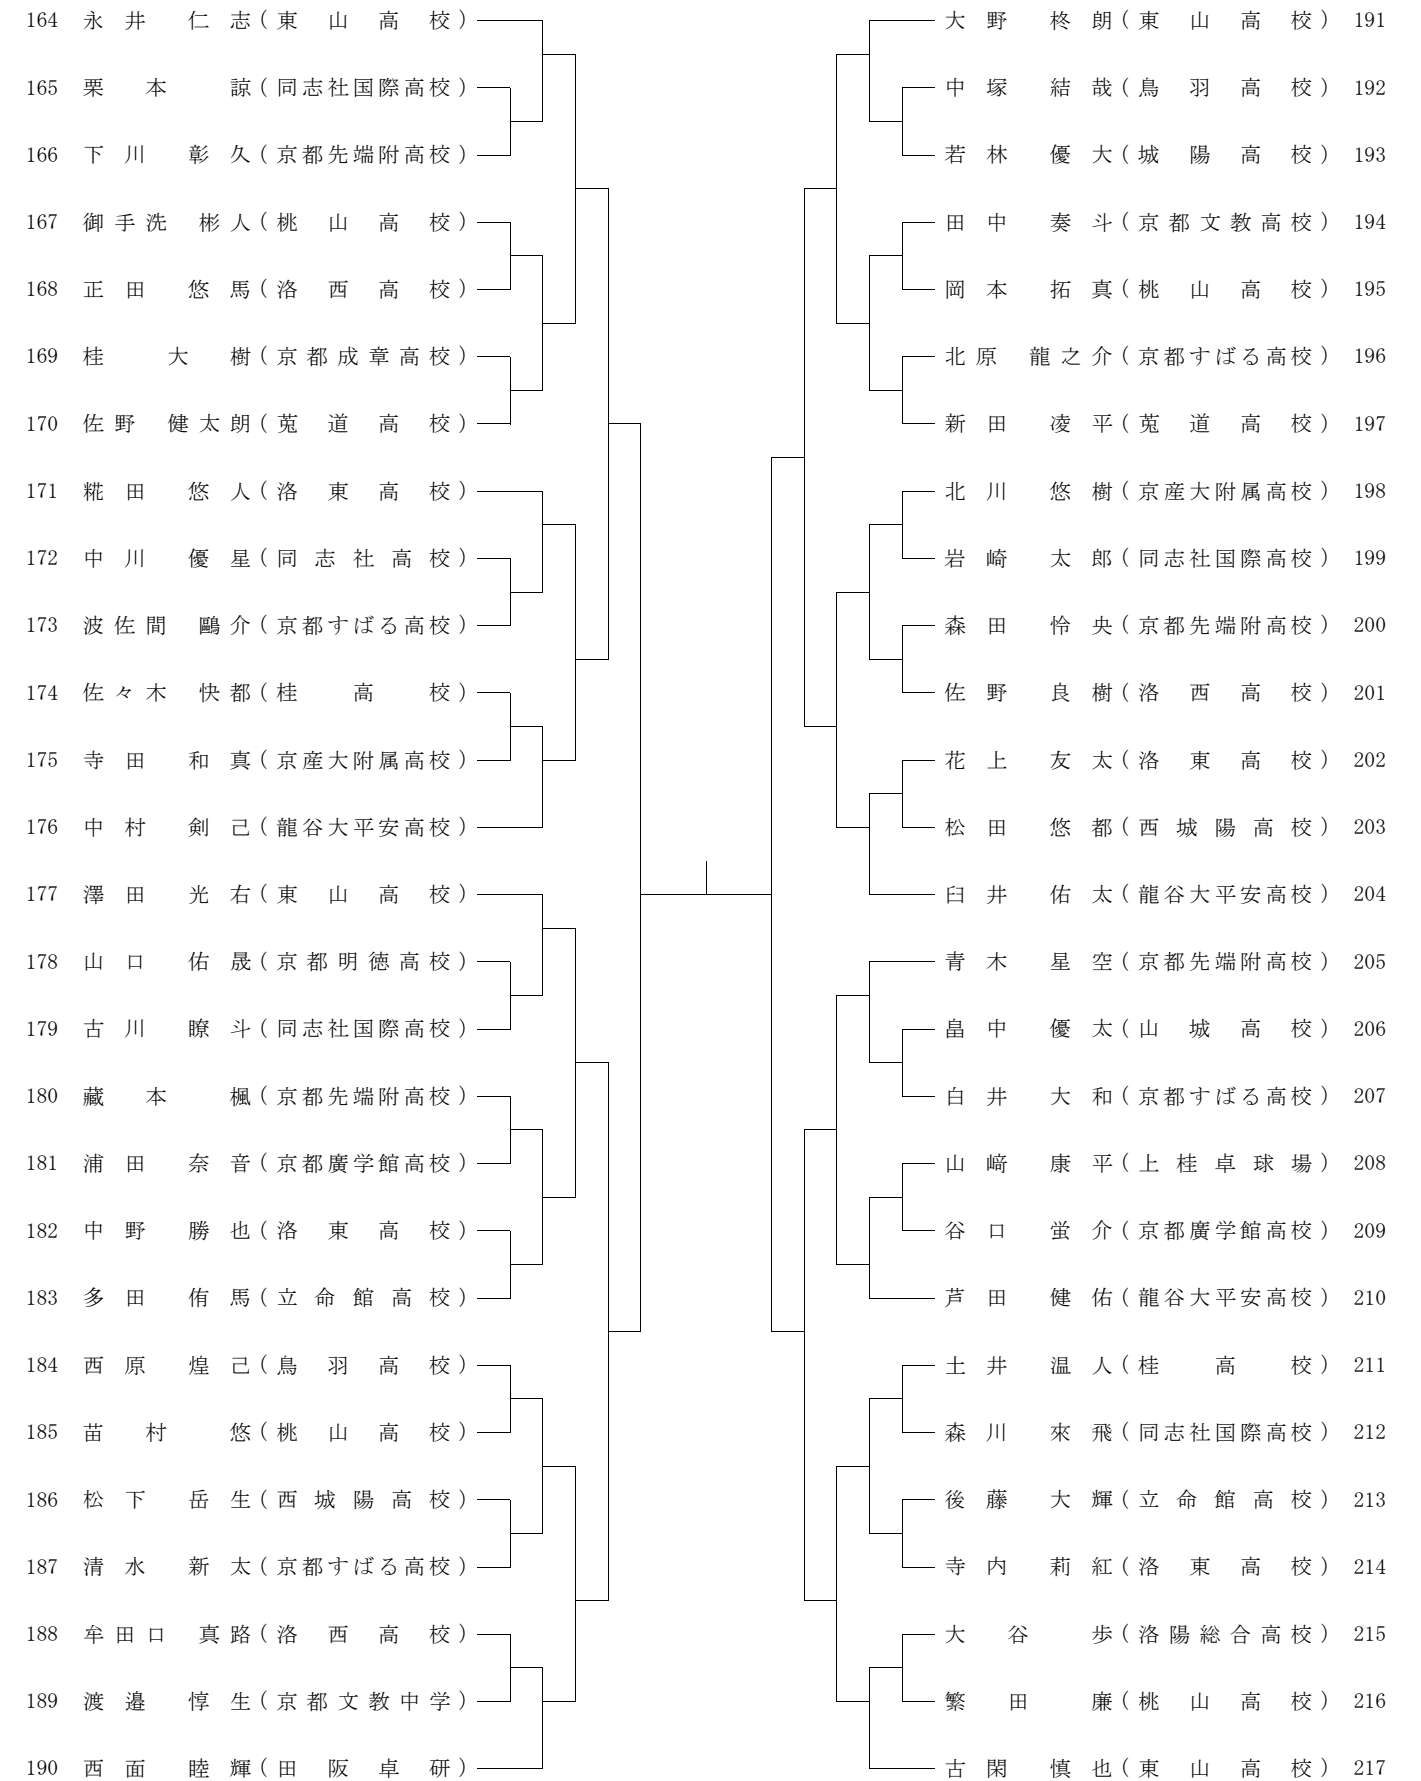 164 永井 仁志(東山高校)
165 栗本 諒(同志社国際高校)
166 下川 彰久(京都先端附高校)
167 御手洗 彬人(桃山高校)
168 正田 悠馬(洛西高校)
169 桂 大樹(京都成章高校)
170 佐野 健太朗(莵道高校)
171 糀田 悠人(洛東高校)
172 中川 優星(同志社高校)
173 波佐間 鷗介(京都すばる高校)
174 佐々木 快都(桂高校)
175 寺田 和真(京産大附属高校)
176 中村 剣己(龍谷大平安高校)
177 澤田 光右(東山高校)
178 山口 佑晟(京都明徳高校)
179 古川 瞭斗(同志社国際高校)
180 藏本 楓(京都先端附高校)
181 浦田 奈音(京都廣学館高校)
182 中野 勝也(洛東高校)
183 多田 侑馬(立命館高校)
184 西原 煌己(鳥羽高校)
185 苗村 悠(桃山高校)
186 松下 岳生(西城陽高校)
187 清水 新太(京都すばる高校)
188 牟田口 真路(洛西高校)
189 渡邉 惇生(京都文教中学)
190 西面 睦輝(田阪卓研)
大野 柊朗(東山高校) 191
中塚 結哉(鳥羽高校) 192
若林 優大(城陽高校) 193
田中 奏斗(京都文教高校) 194
岡本 拓真(桃山高校) 195
北原 龍之介(京都すばる高校) 196
新田 凌平(莵道高校) 197
北川 悠樹(京産大附属高校) 198
岩崎 太郎(同志社国際高校) 199
森田 怜央(京都先端附高校) 200
佐野 良樹(洛西高校) 201
花上 友太(洛東高校) 202
松田 悠都(西城陽高校) 203
臼井 佑太(龍谷大平安高校) 204
青木 星空(京都先端附高校) 205
畠中 優太(山城高校) 206
白井 大和(京都すばる高校) 207
山﨑 康平(上桂卓球場) 208
谷口 蛍介(京都廣学館高校) 209
芦田 健佑(龍谷大平安高校) 210
土井 温人(桂高校) 211
森川 來飛(同志社国際高校) 212
後藤 大輝(立命館高校) 213
寺内 莉紅(洛東高校) 214
大谷 歩(洛陽総合高校) 215
繁田 廉(桃山高校) 216
古閑 慎也(東山高校) 217